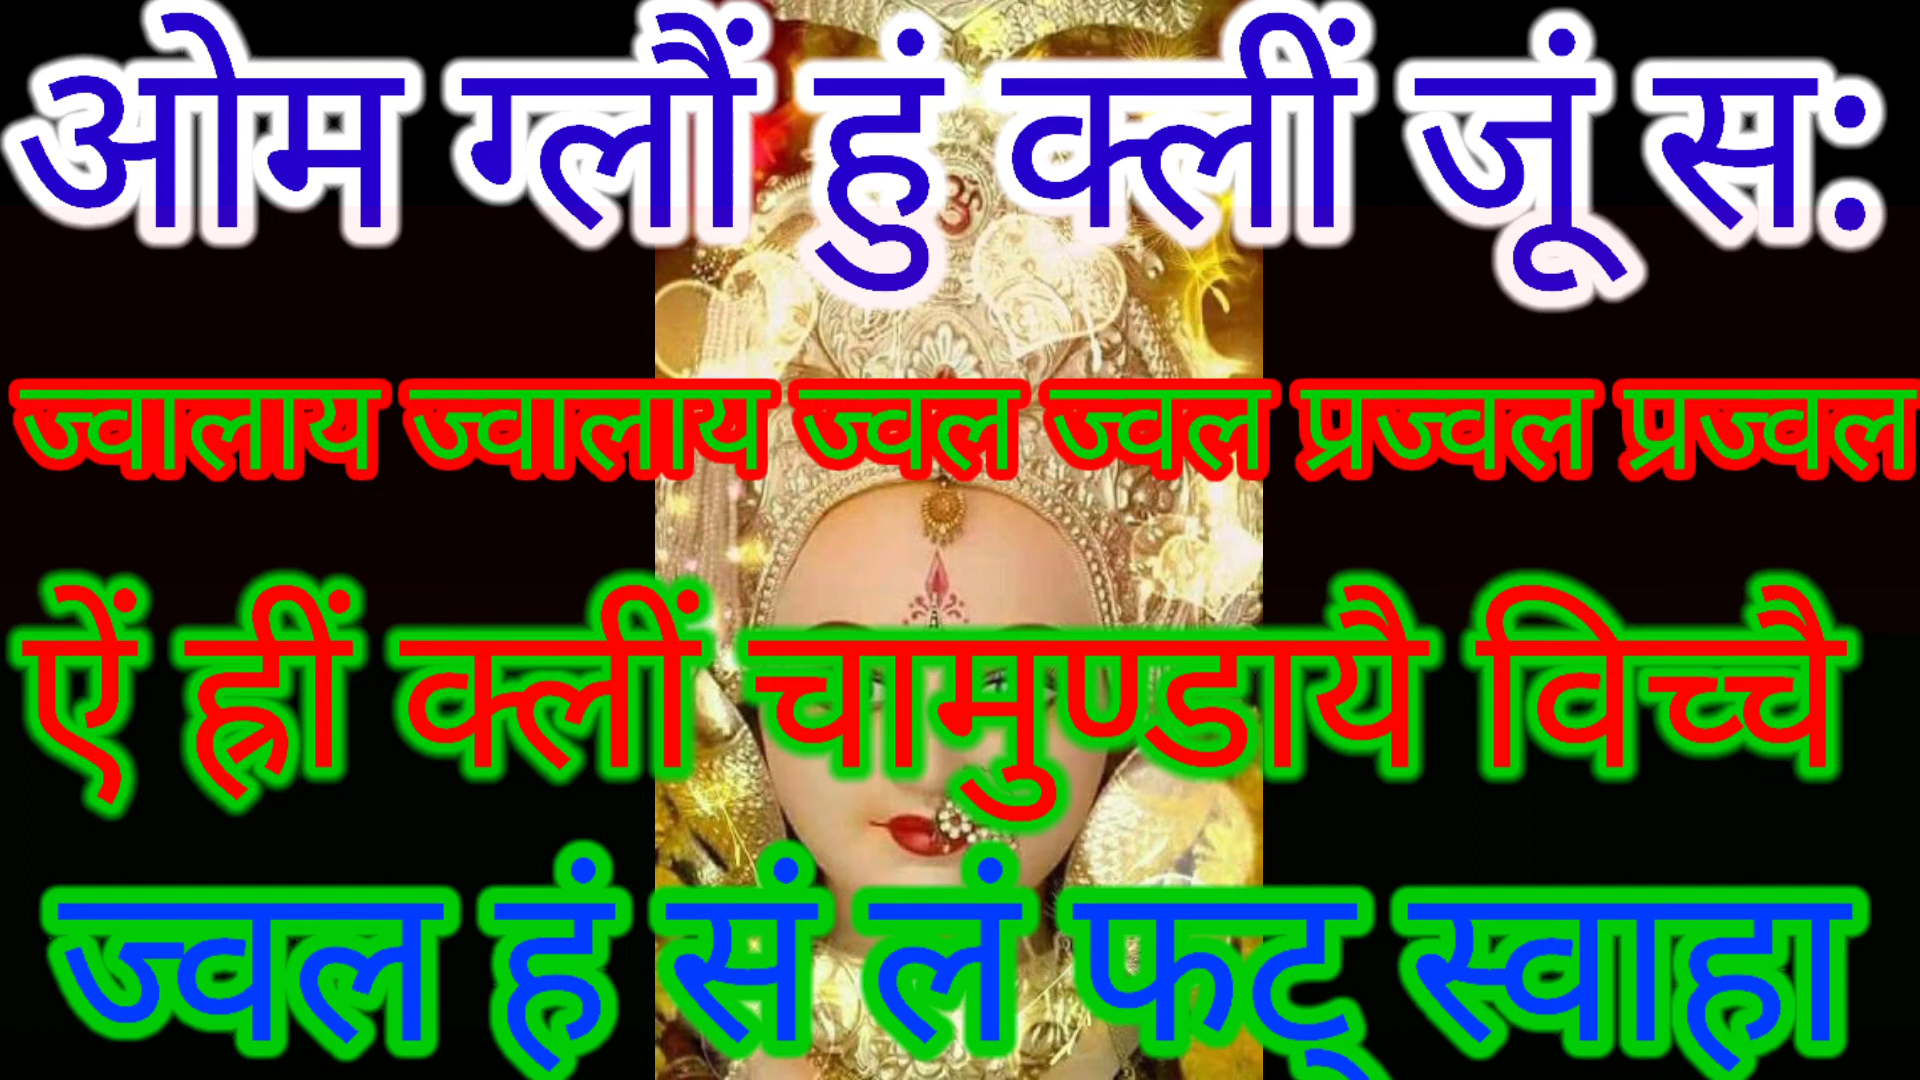 ओम ग्लौं हुं क्लीं जूं स:
ज्वालाय ज्वालाय ज्वल ज्वल प्रज्वल प्रज्वल
ऐं ह्रीं क्लीं चामुण्डायै विच्चै
ज्वल हं सं लं फट् स्वाहा